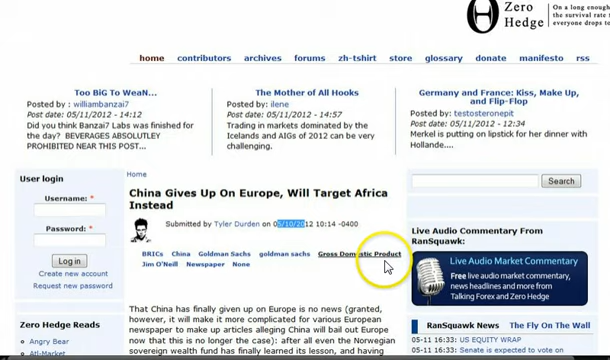 Zero
Hedge
On a long enough
the survival rate f
home contributors archives forums zh-tshirt store glossary donate manifesto rss
Too BiG To WeaN...
Posted by : williambanzai7
Post date: 05/11/2012 - 14:12
Did you think Banzai7 Labs was finished for
the day? BEVERAGES ABSOLUTLEY
PROHIBITED NEAR THIS POST...
The Mother of All Hooks
Posted by : ilene
Post date: 05/11/2012 - 14:57
Trading in markets dominated by the
Icelands and AIGs of 2012 can be very
challenging.
Germany and France: Kiss, Make Up,
and Flip-Flop
Posted by: testosteronepit
Post date: 05/11/2012 - 12:34
Merkel is putting on lipstick for her dinner with
Hollande....
User login
Username: *
Password: *
Log in
Create new account
Request new password
Zero Hedge Reads
Angry Bear
Home
China Gives Up On Europe, Will Target Africa
Instead
Submitted by Tyler Durden on 05/10/2012 10:14 -0400
BRICs China Goldman Sachs goldman sachs Gross Domestic Product
Jim O'Neill Newspaper None
That China has finally given up on Europe is no news (granted,
however, it will make it more complicated for various European
newspaper to make up articles alleging China will bail out Europe
now that this is no longer the case): after all even the Norwegian
sovereign wealth fund has finally learned its lesson, and having
Search
Live Audio Commentary From
RanSquawk:
Live Audio Market Commentary
Free live audio commentary,
news headlines and more from
Talking Forex and Zero Hedge
RanSquawk News The Fly On The Wall
05-11 16:33: US EQUITY WRAP
05-11 16:33: Senate is expected to vote on